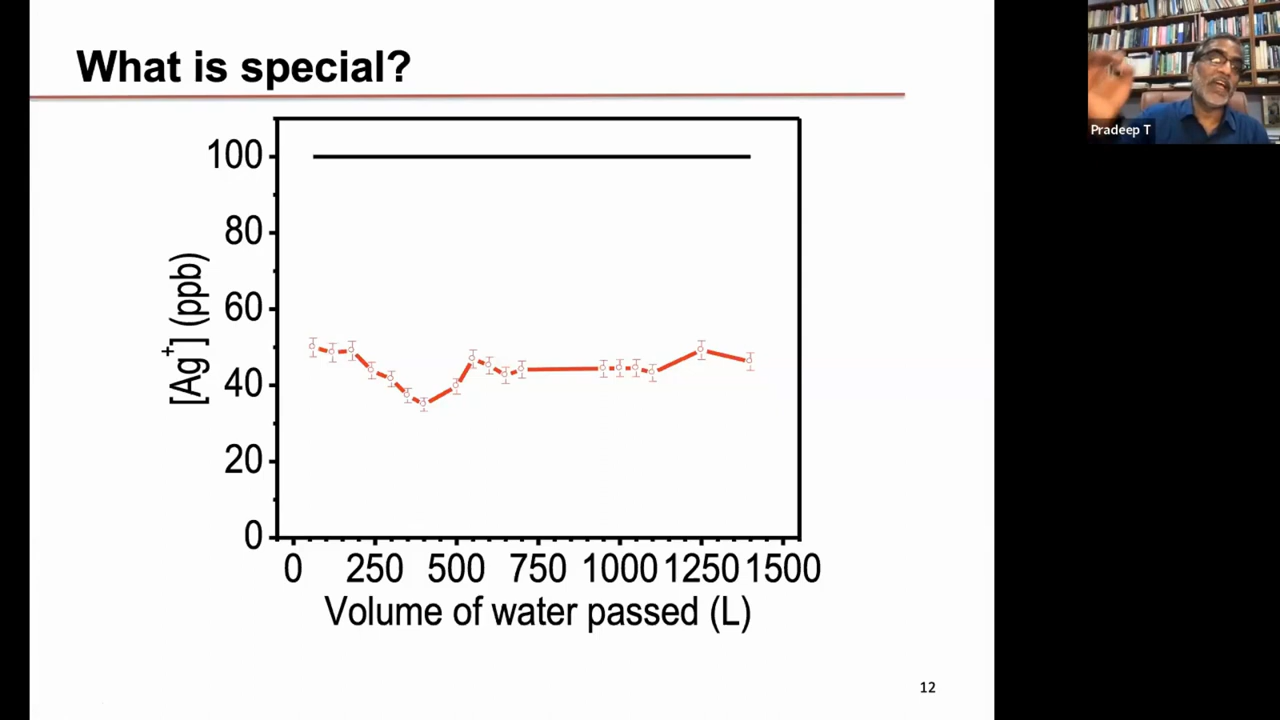 What is special?
100
80
60
40
20
0
[Ag+] (ppb)
0 250 500 750 1000 1250 1500
Volume of water passed (L)
12
Pradeep T